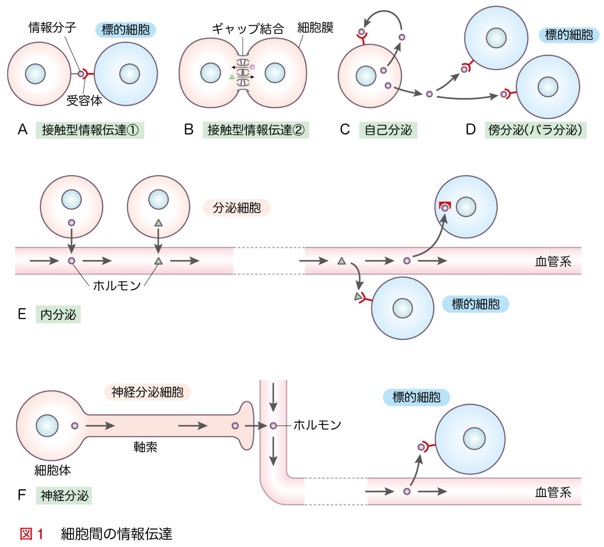 情報分子
標的細胞
受容体
A 接触型情報伝達①
ギャップ結合
細胞膜
B 接触型情報伝達②
C 自己分泌
標的細胞
D 傍分泌(パラ分泌)
分泌細胞
ホルモン
血管系
標的細胞
E 内分泌
神経分泌細胞
軸索
細胞体
ホルモン
標的細胞
血管系
F 神経分泌
図1 細胞間の情報伝達